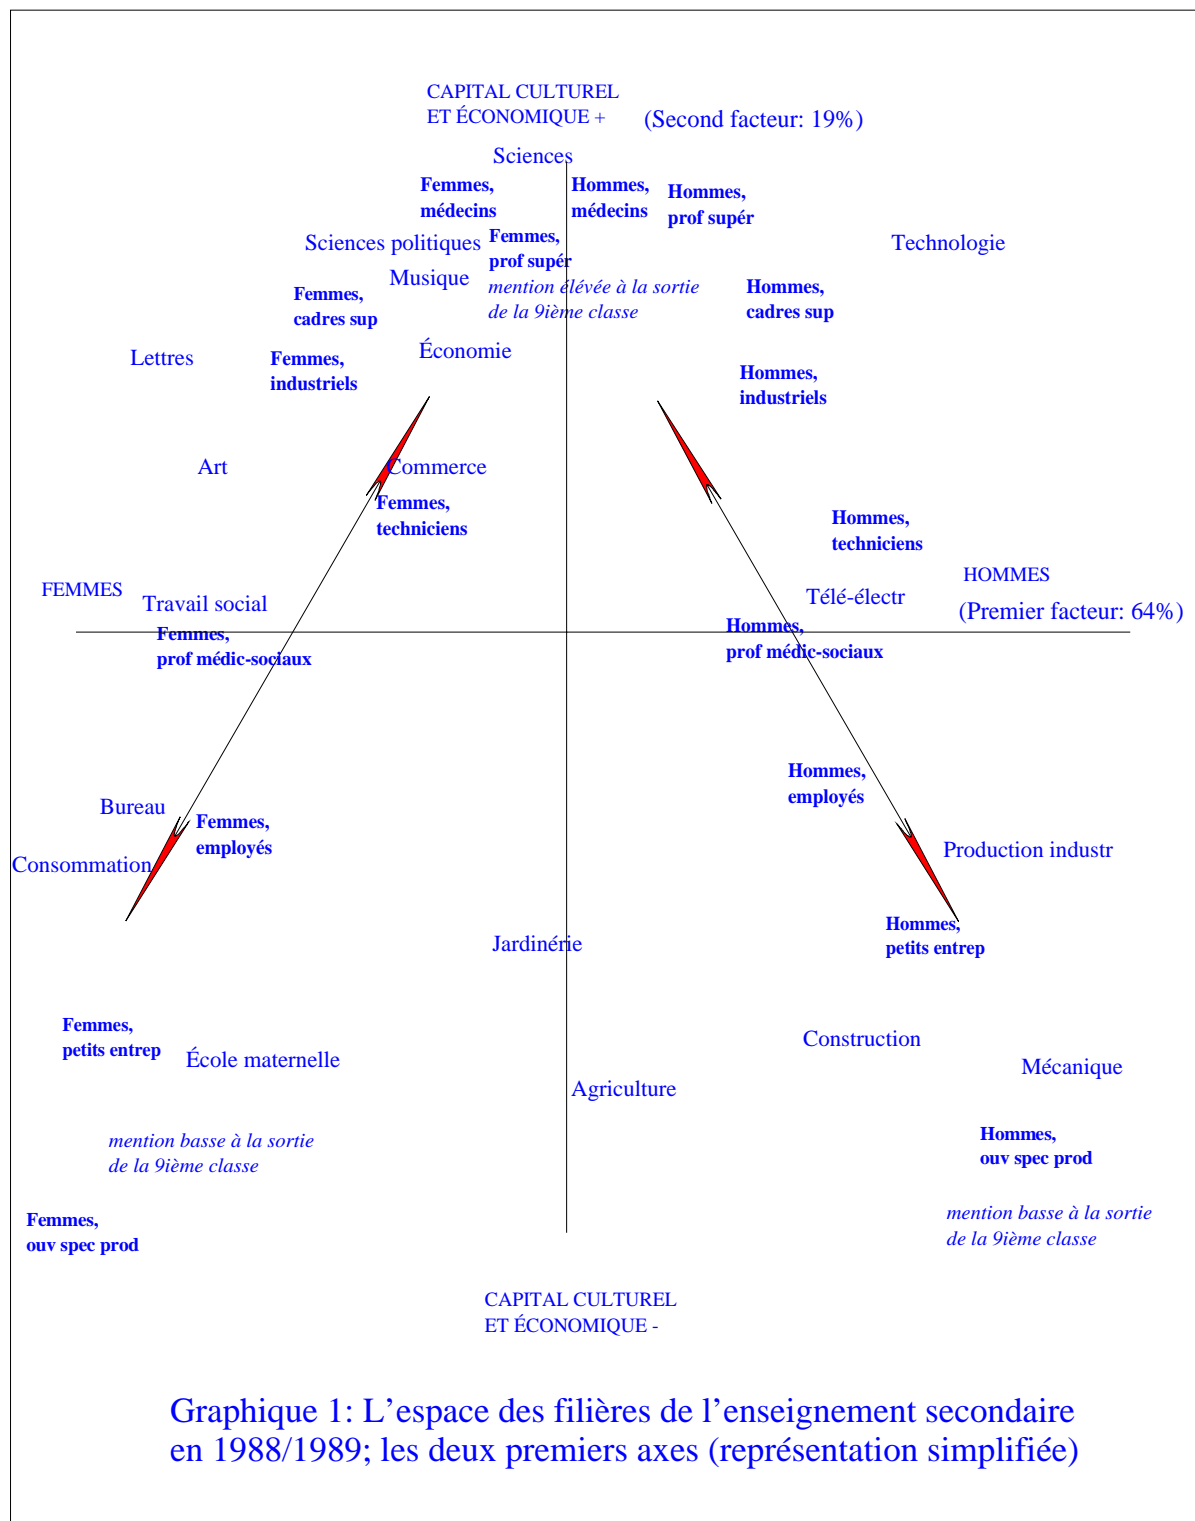 CAPITAL CULTUREL
ET ÉCONOMIQUE +
(Second facteur: 19%)
Sciences
Femmes,
médecins
Hommes,
médecins
Hommes,
prof supér
Sciences politiques
Femmes,
prof supér
Technologie
Musique
mention élévée à la sortie
de la 9ième classe
Femmes,
cadres sup
Hommes,
cadres sup
Lettres
Femmes,
industriels
Économie
Hommes,
industriels
Art
Commerce
Femmes,
techniciens
Hommes,
techniciens
FEMMES
HOMMES
Travail social
Télé-électr
(Premier facteur: 64%)
Femmes,
prof médic-sociaux
Hommes,
prof médic-sociaux
Hommes,
employés
Bureau
Femmes,
employés
Consommation
Production industr
Jardinérie
Hommes,
petits entrep
Femmes,
petits entrep
École maternelle
Construction
Mécanique
Agriculture
mention basse à la sortie
de la 9ième classe
Hommes,
ouv spec prod
Femmes,
ouv spec prod
mention basse à la sortie
de la 9ième classe
CAPITAL CULTUREL
ET ÉCONOMIQUE -
Graphique 1: L'espace des filières de l'enseignement secondaire
en 1988/1989; les deux premiers axes (représentation simplifiée)